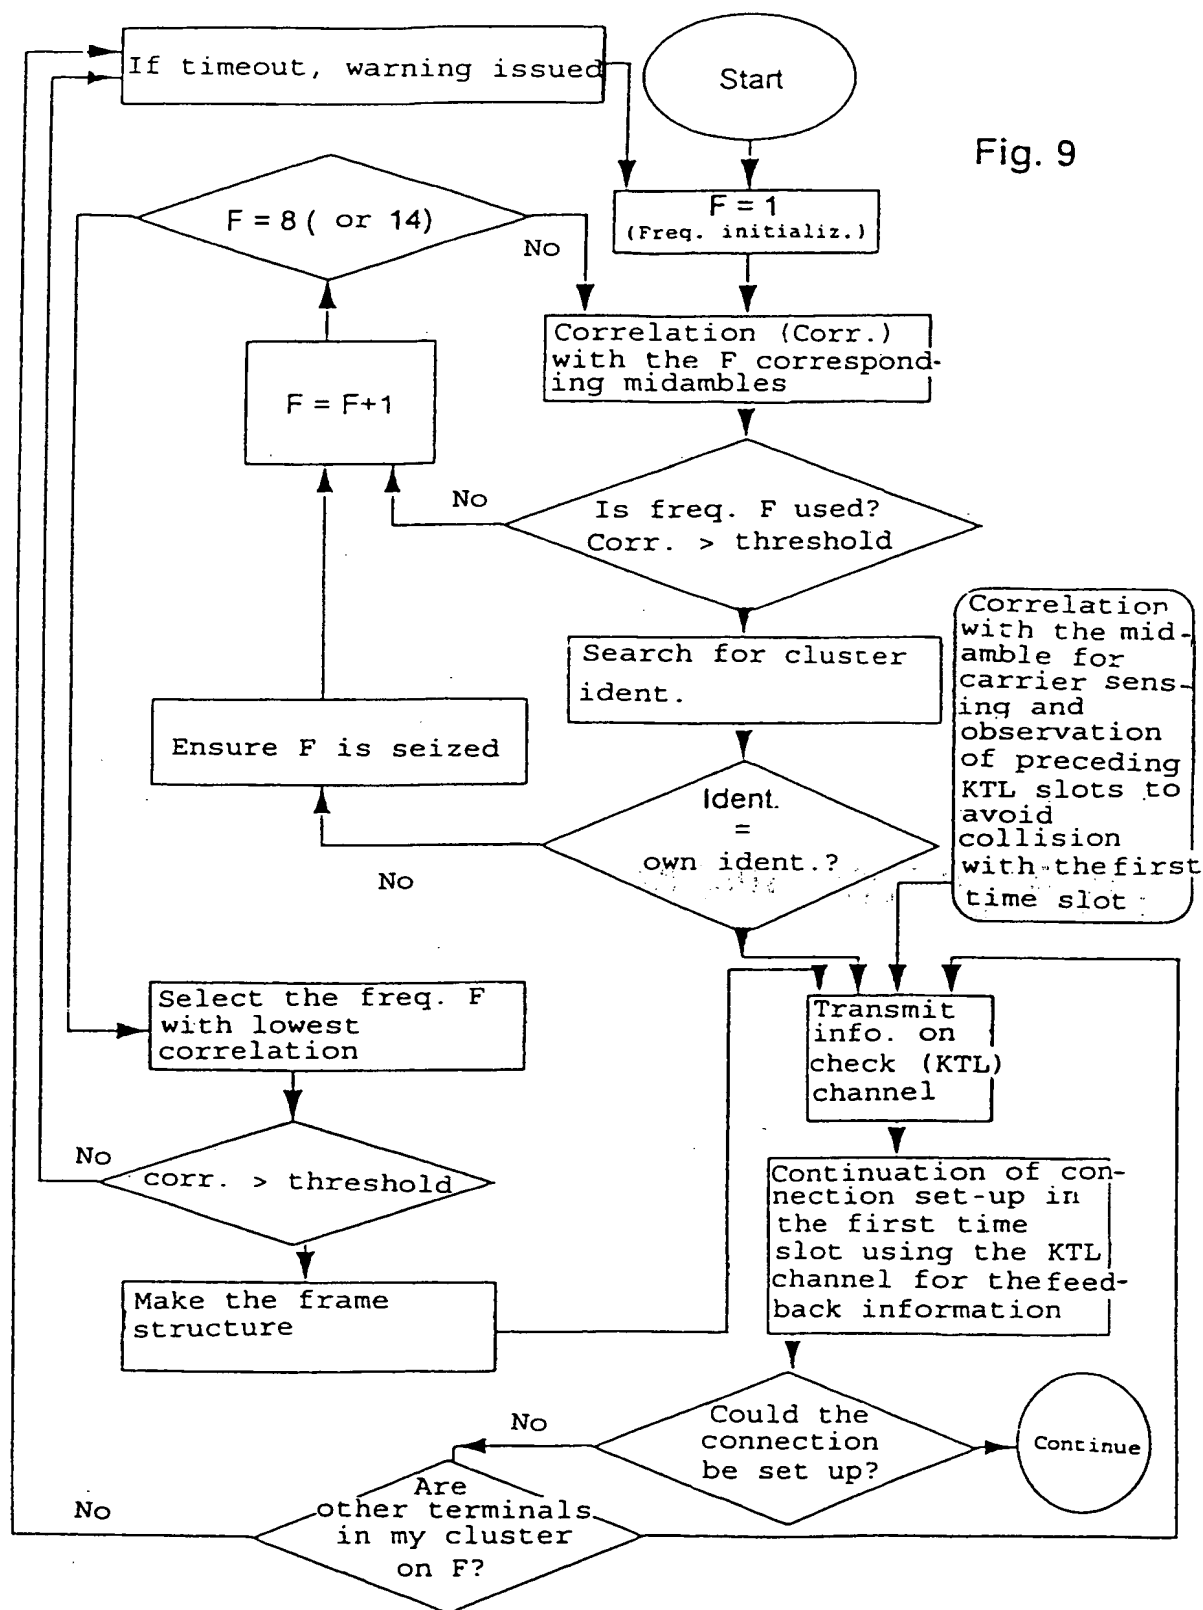 If timeout, warning issued
Start
Fig. 9
F = 8 ( or 14)
No
F = 1
(Freq. initializ.)
Correlation (Corr.)
with the F correspond-
ing midambles
F = F+1
No
Is freq. F used?
Corr. > threshold
Search for cluster
ident.
Correlation
with the mid-
amble for
carrier sens-
ing and
observation
of preceding
KTL slots to
avoid
collision
with the first
time slot
Ensure F is seized
Ident.
=
own ident.?
No
Select the freq. F
with lowest
correlation
Transmit
info. on
check (KTL)
channel
No
corr. > threshold
Continuation of con-
nection set-up in
the first time
slot using the KTL
channel for the feed-
back information
Make the frame
structure
No
Could the
connection
be set up?
Continue
No
Are
other terminals
in my cluster
on F?